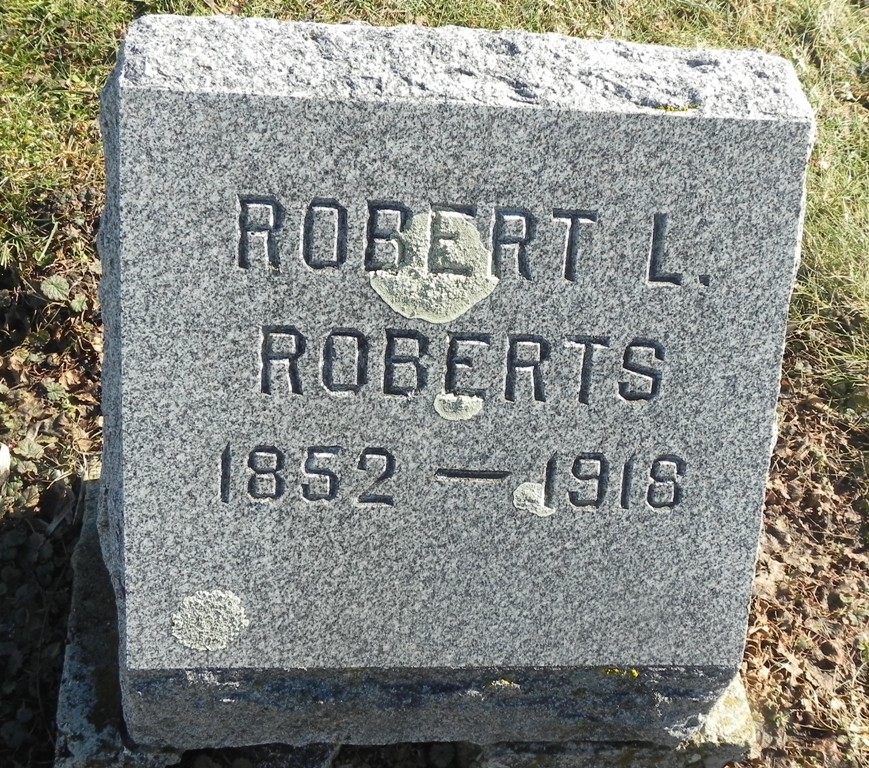 ROBERT L.
ROBERTS
1852 — 1918